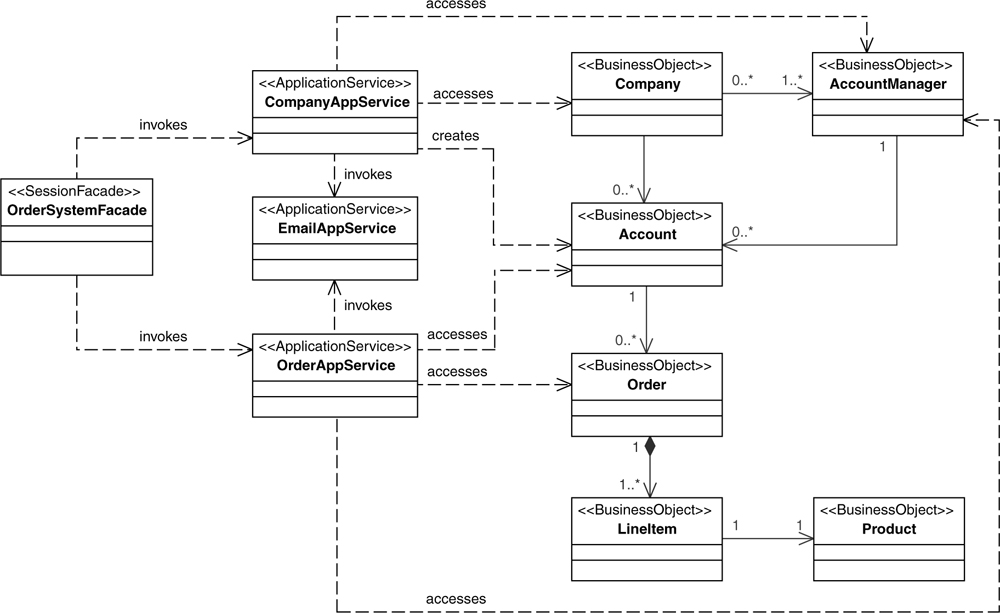 accesses
<<ApplicationService>>
CompanyAppService
accesses
creates
<<BusinessObject>>
Company
0..*
1..*
<<BusinessObject>>
AccountManager
1
invokes
invokes
<<SessionFacade>>
OrderSystemFacade
<<ApplicationService>>
EmailAppService
0..*
<<BusinessObject>>
Account
0..*
1
invokes
invokes
<<ApplicationService>>
OrderAppService
accesses
accesses
0..*
<<BusinessObject>>
Order
1
1..*
<<BusinessObject>>
LineItem
1
1
<<BusinessObject>>
Product
accesses